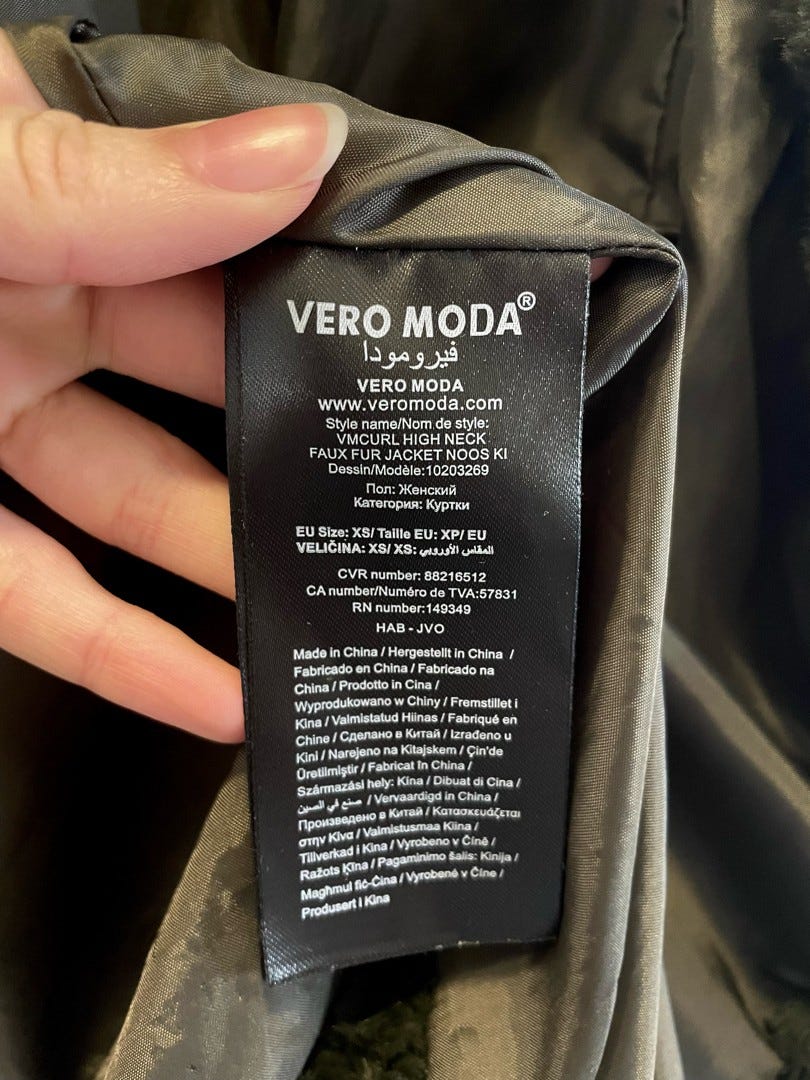 VERO MODA®
فيرومودا
VERO MODA
www.veromoda.com
Style name/Nom de style:
VMCURL HIGH NECK
FAUX FUR JACKET NOOS KI
Dessin/Modèle:10203269
Пол: Женский
Категория: Куртки
EU Size: XS/ Taille EU: XP/ EU
VELIČINA: XS/ XS: المقاس الأوروبي
CVR number: 88216512
CA number/Numéro de TVA:57831
RN number:149349
HAB - JVO
Made in China / Hergestellt in China /
Fabricado en China / Fabricado na
China / Prodotto in Cina /
Wyprodukowano w Chiny / Fremstillet i
Kina / Valmistatud Hiinas / Fabriqué en
Chine / Сделано в Китай / Izrađeno u
Kini / Narejeno na Kitajskem / Çin'de
Üretilmiştir / Fabricat în China /
Származási hely: Kína / Dibuat di Cina /
صنع في الصين / Vervaardigd in China /
Произведено в Китай / Κατασκευάζεται
στην Κίνα / Valmistusmaa Kiina /
Tillverkad i Kina / Vyrobeno v Číně /
Ražots Ķīna / Pagaminimo šalis: Kinija /
Magħmul fiċ-Ċina / Vyrobené v Číne /
Produsert i Kina